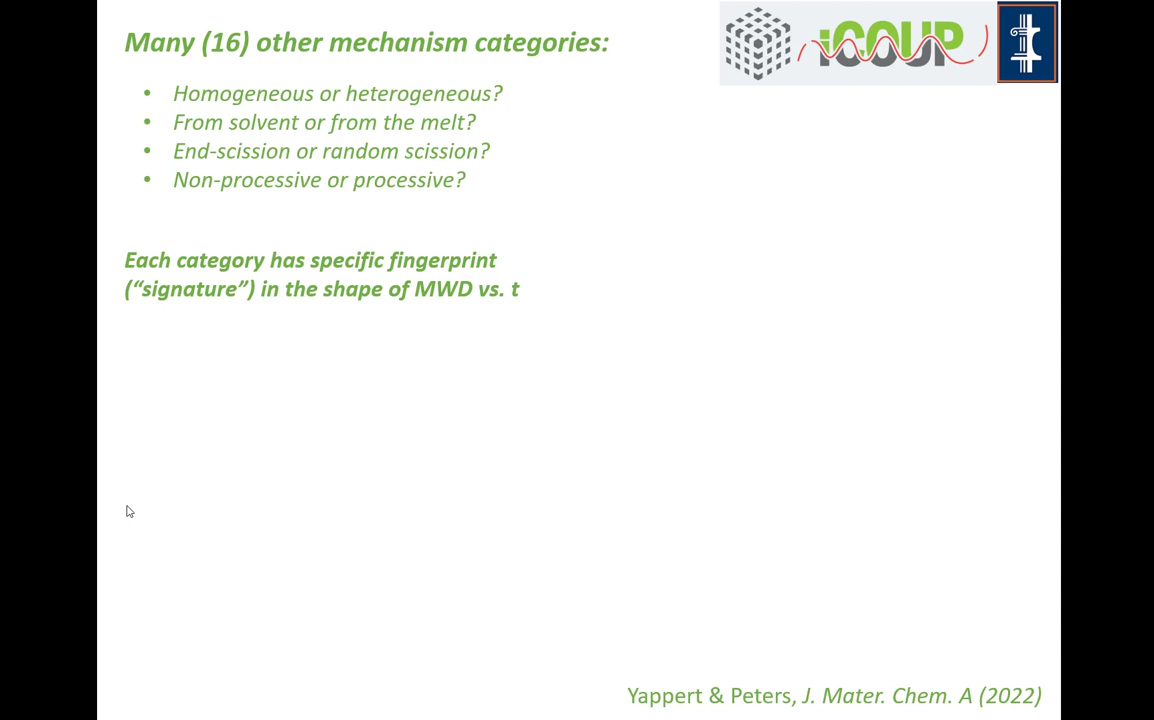 Many (16) other mechanism categories:
iCOUP
• Homogeneous or heterogeneous?
• From solvent or from the melt?
• End-scission or random scission?
• Non-processive or processive?
Each category has specific fingerprint
(“signature”) in the shape of MWD vs. t
Yappert & Peters, J. Mater. Chem. A (2022)